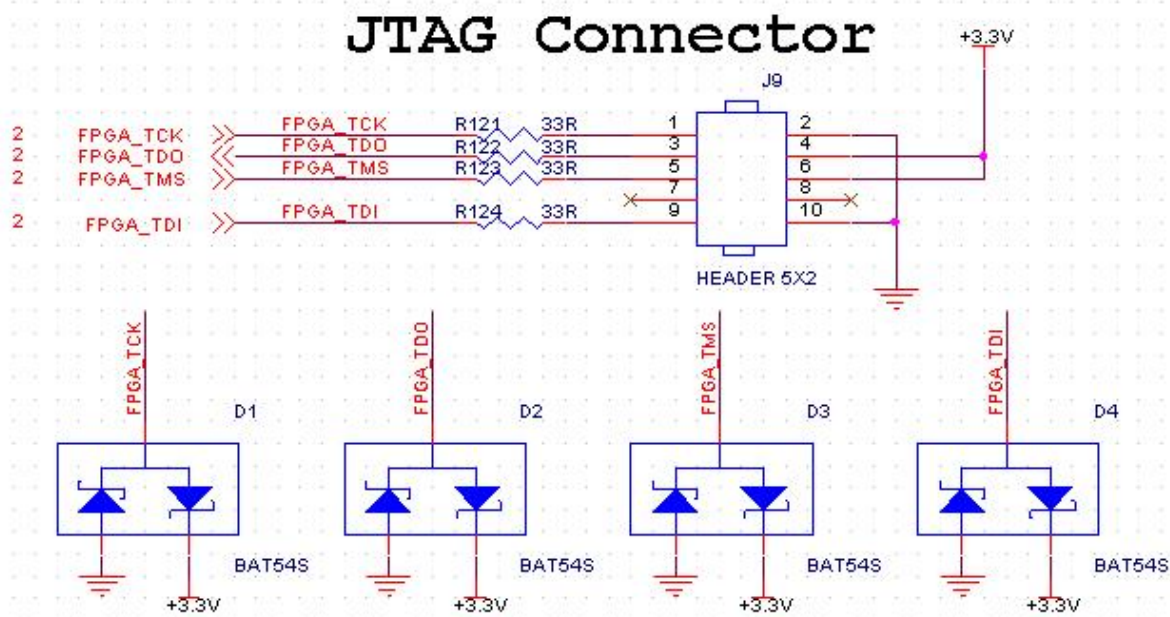 JTAG Connector
+3.3V
J9
2 FPGA_TCK FPGA_TCK R121 33R 1 2
2 FPGA_TDO FPGA_TDO R122 33R 3 4
2 FPGA_TMS FPGA_TMS R123 33R 5 6
7 8
2 FPGA_TDI FPGA_TDI R124 33R 9 10
HEADER 5X2
FPGA_TCK FPGA_TDO FPGA_TMS FPGA_TDI
D1 D2 D3 D4
BAT54S BAT54S BAT54S BAT54S
+3.3V +3.3V +3.3V +3.3V